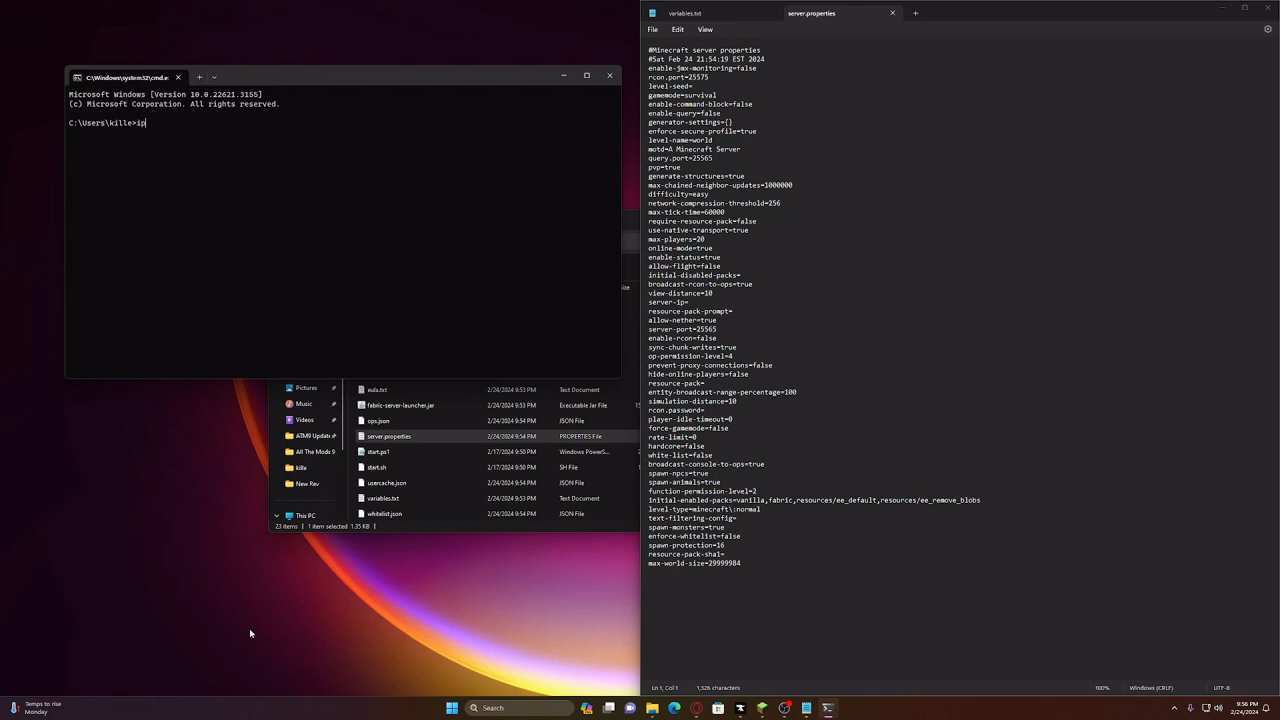 C:\Windows\system32\cmd.e
Microsoft Windows [Version 10.0.22621.3155]
(c) Microsoft Corporation. All rights reserved.
C:\Users\kille>ip
Size
Pictures
Music
Videos
ATM9 Update
All The Mods 9
kille
New Rev
This PC
eula.txt 2/24/2024 9:53 PM Text Document
fabric-server-launcher.jar 2/24/2024 9:53 PM Executable Jar File 15
ops.json 2/24/2024 9:54 PM JSON File
server.properties 2/24/2024 9:54 PM PROPERTIES File
start.ps1 2/17/2024 9:50 PM Windows PowerS...
start.sh 2/17/2024 9:50 PM SH File
usercache.json 2/24/2024 9:54 PM JSON File
variables.txt 2/24/2024 9:53 PM Text Document
whitelist.json 2/24/2024 9:54 PM JSON File
23 items 1 item selected 1.35 KB
variables.txt
server.properties
File Edit View
#Minecraft server properties
#Sat Feb 24 21:54:19 EST 2024
enable-jmx-monitoring=false
rcon.port=25575
level-seed=
gamemode=survival
enable-command-block=false
enable-query=false
generator-settings={}
enforce-secure-profile=true
level-name=world
motd=A Minecraft Server
query.port=25565
pvp=true
generate-structures=true
max-chained-neighbor-updates=1000000
difficulty=easy
network-compression-threshold=256
max-tick-time=60000
require-resource-pack=false
use-native-transport=true
max-players=20
online-mode=true
enable-status=true
allow-flight=false
initial-disabled-packs=
broadcast-rcon-to-ops=true
view-distance=10
server-ip=
resource-pack-prompt=
allow-nether=true
server-port=25565
enable-rcon=false
sync-chunk-writes=true
op-permission-level=4
prevent-proxy-connections=false
hide-online-players=false
resource-pack=
entity-broadcast-range-percentage=100
simulation-distance=10
rcon.password=
player-idle-timeout=0
force-gamemode=false
rate-limit=0
hardcore=false
white-list=false
broadcast-console-to-ops=true
spawn-npcs=true
spawn-animals=true
function-permission-level=2
initial-enabled-packs=vanilla,fabric,resources/ee_default,resources/ee_remove_blobs
level-type=minecraft\:normal
text-filtering-config=
spawn-monsters=true
enforce-whitelist=false
spawn-protection=16
resource-pack-sha1=
max-world-size=29999984
Ln 1, Col 1 1,326 characters 100% Windows (CRLF) UTF-8
Temps to rise
Monday
Search
9:56 PM
2/24/2024